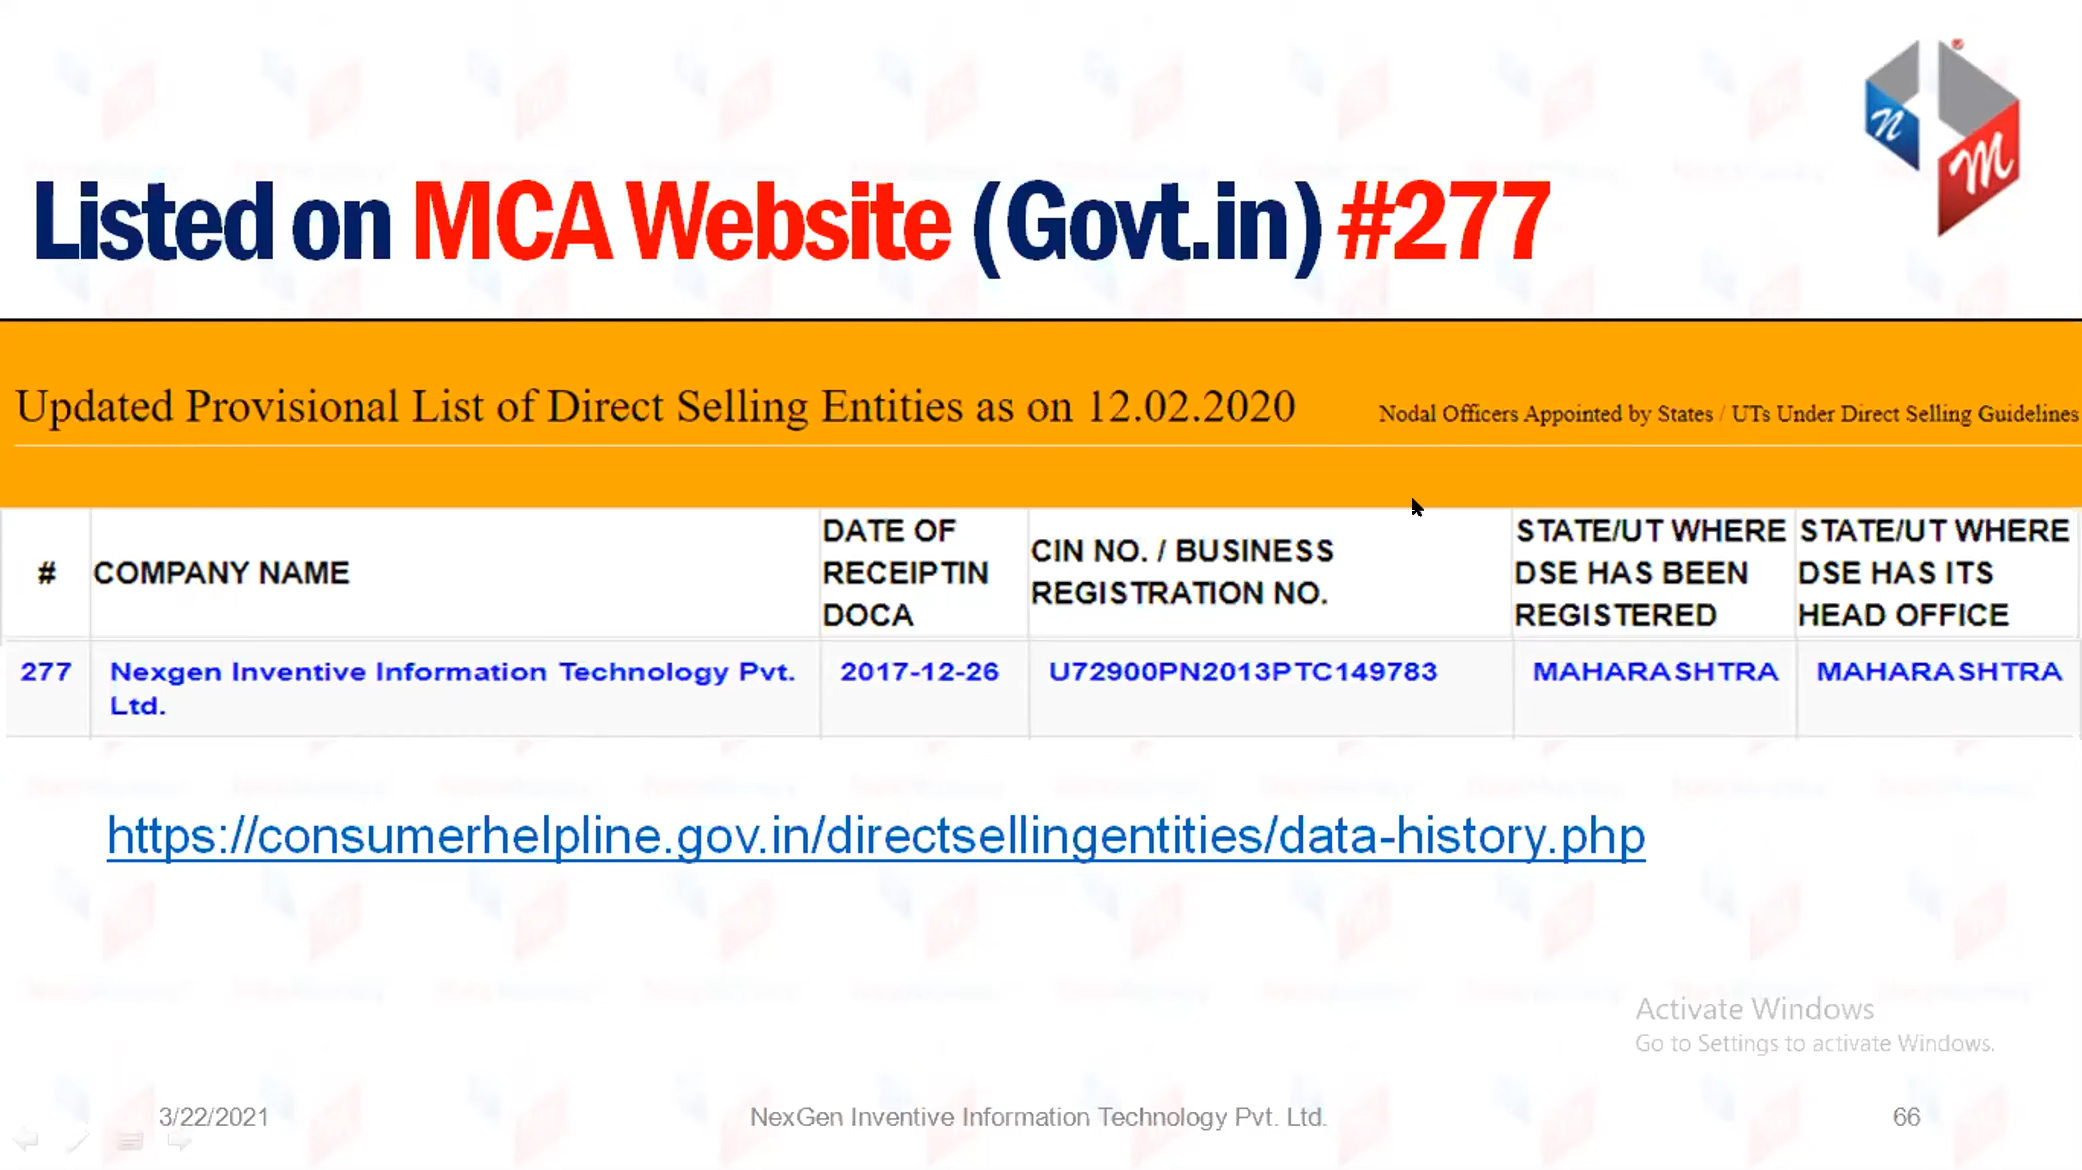 n
M
Listed on MCA Website (Govt.in) #277
Updated Provisional List of Direct Selling Entities as on 12.02.2020
Nodal Officers Appointed by States / UTs Under Direct Selling Guidelines
#
COMPANY NAME
DATE OF
RECEIPTIN
DOCA
CIN NO. / BUSINESS
REGISTRATION NO.
STATE/UT WHERE
DSE HAS BEEN
REGISTERED
STATE/UT WHERE
DSE HAS ITS
HEAD OFFICE
277
Nexgen Inventive Information Technology Pvt.
Ltd.
2017-12-26
U72900PN2013PTC149783
MAHARASHTRA
MAHARASHTRA
https://consumerhelpline.gov.in/directsellingentities/data-history.php
Activate Windows
Go to Settings to activate Windows.
3/22/2021
NexGen Inventive Information Technology Pvt. Ltd.
66